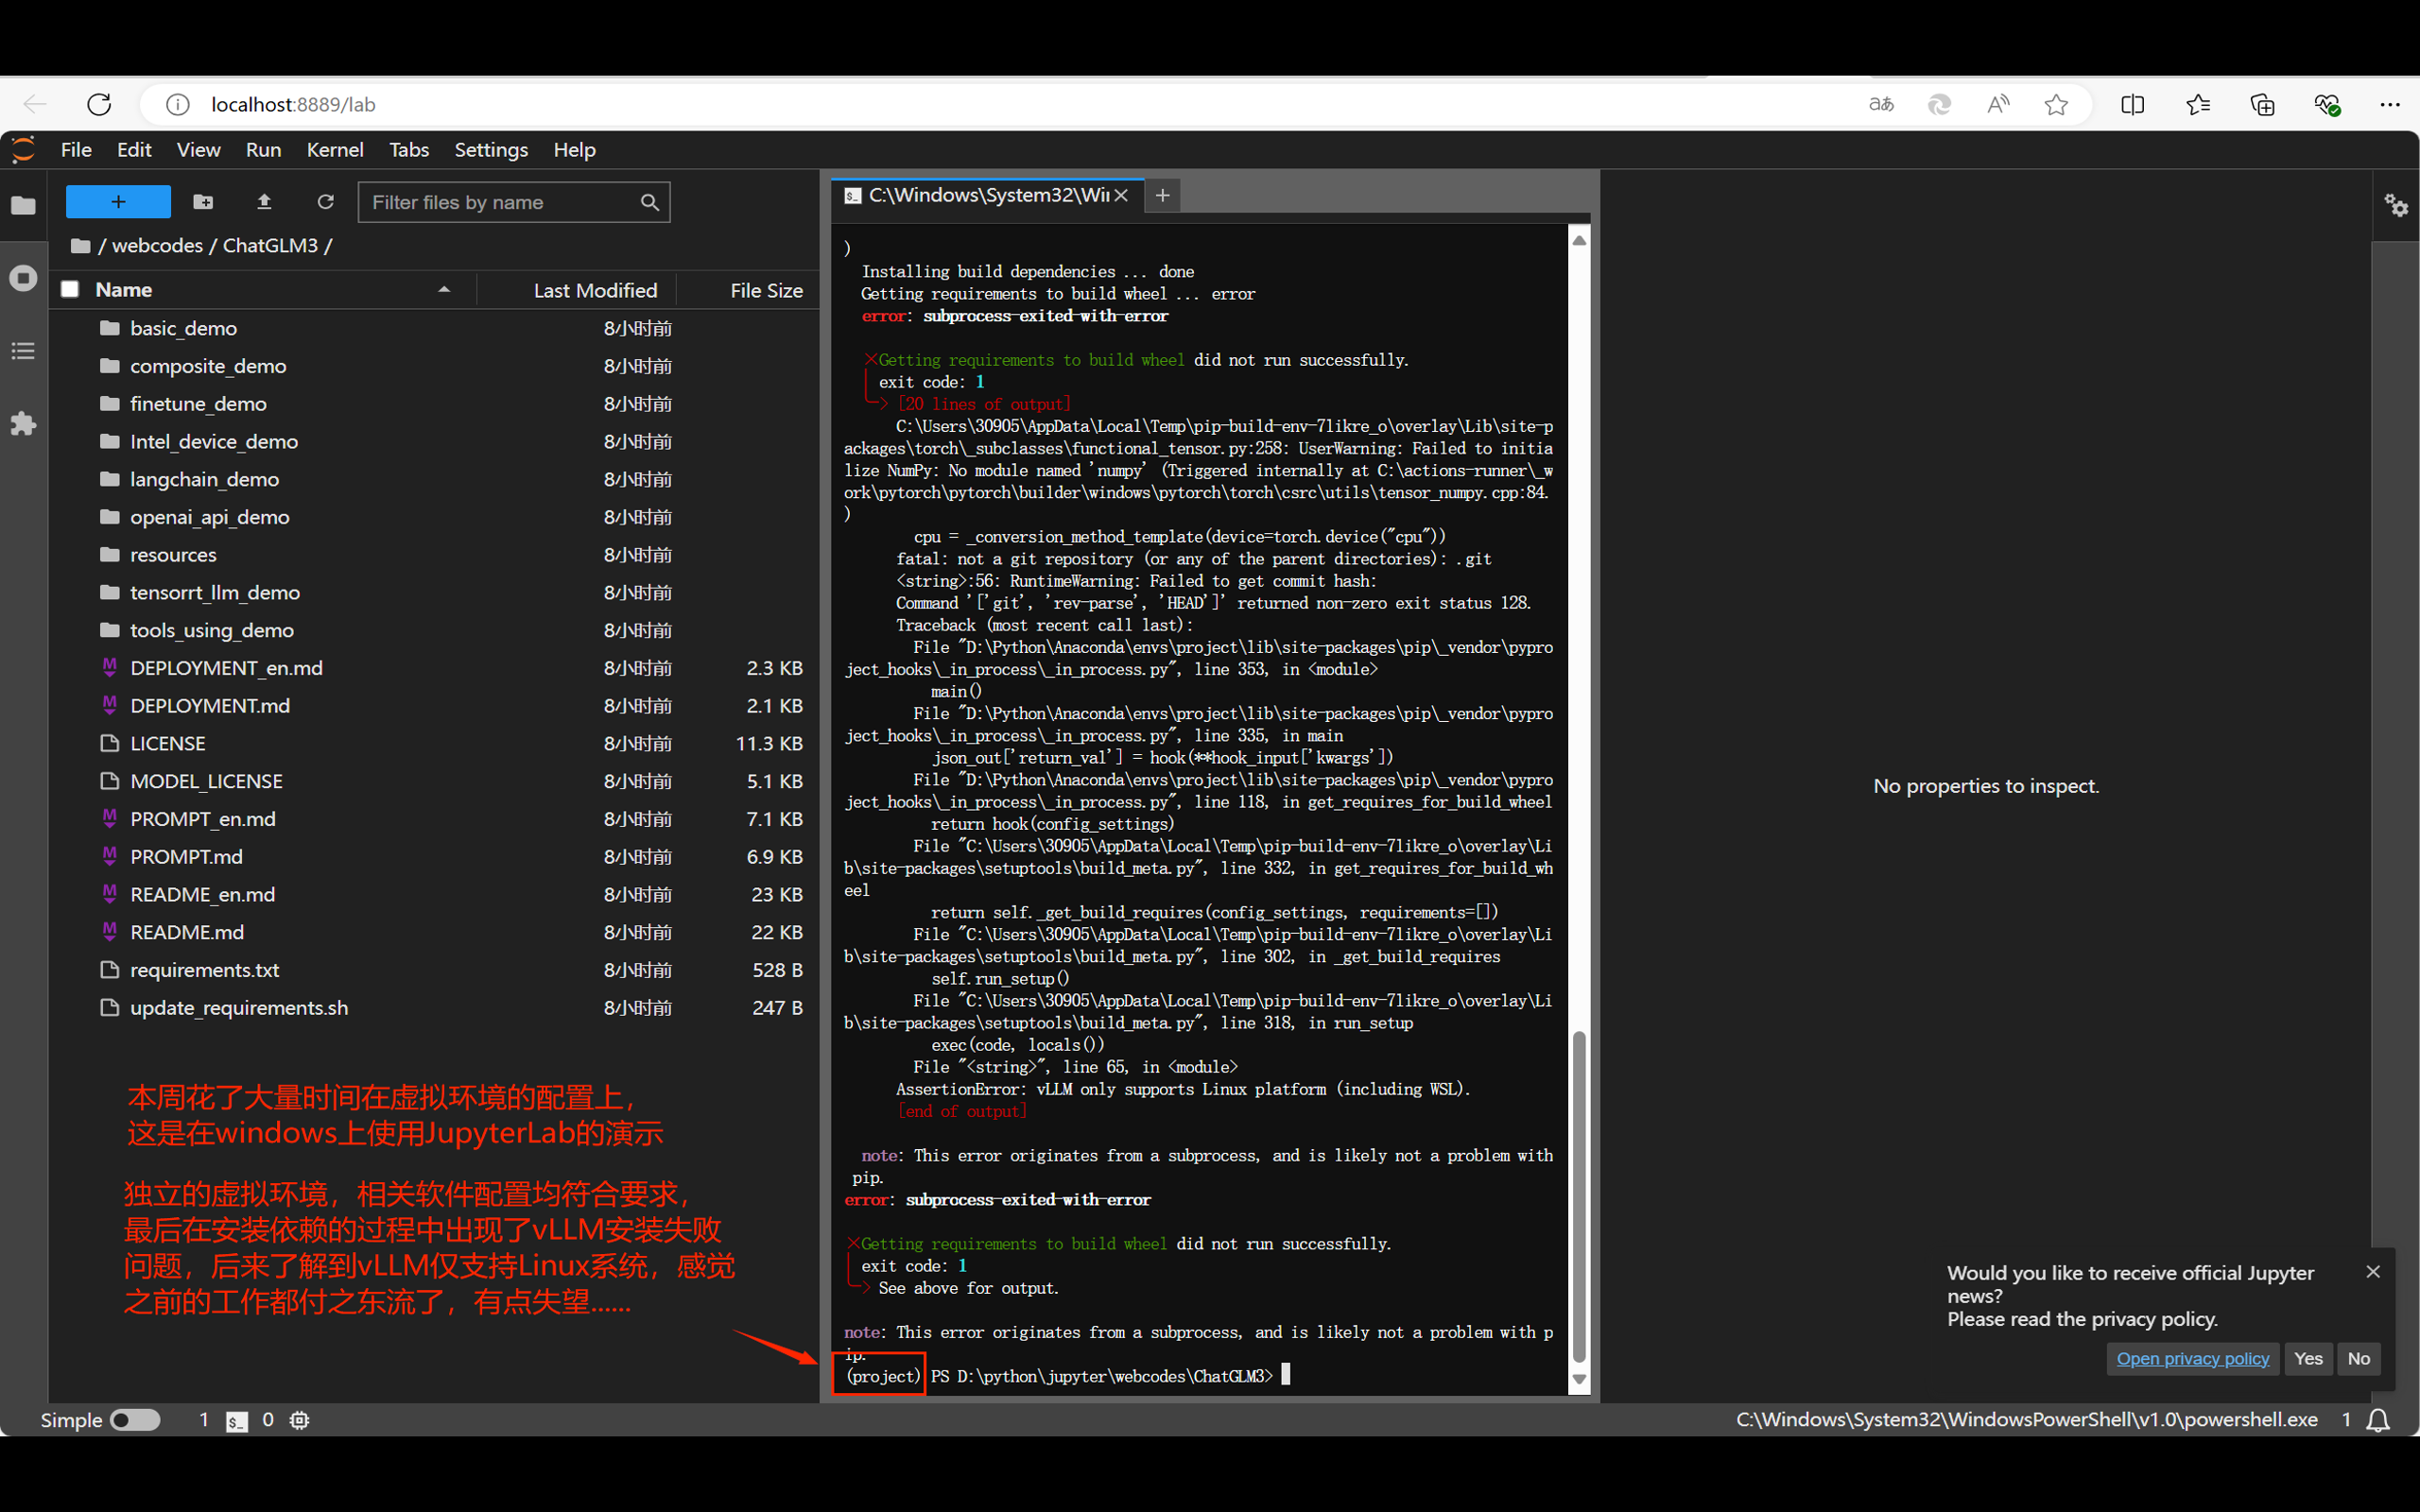 localhost:8889/lab
aあ
File Edit View Run Kernel Tabs Settings Help
+
Filter files by name
C:\Windows\System32\Wi
/ webcodes / ChatGLM3 /
Name Last Modified File Size
basic_demo 8小时前
composite_demo 8小时前
finetune_demo 8小时前
Intel_device_demo 8小时前
langchain_demo 8小时前
openai_api_demo 8小时前
resources 8小时前
tensorrt_llm_demo 8小时前
tools_using_demo 8小时前
DEPLOYMENT_en.md 8小时前 2.3 KB
DEPLOYMENT.md 8小时前 2.1 KB
LICENSE 8小时前 11.3 KB
MODEL_LICENSE 8小时前 5.1 KB
PROMPT_en.md 8小时前 7.1 KB
PROMPT.md 8小时前 6.9 KB
README_en.md 8小时前 23 KB
README.md 8小时前 22 KB
requirements.txt 8小时前 528 B
update_requirements.sh 8小时前 247 B
本周花了大量时间在虚拟环境的配置上，
这是在windows上使用JupyterLab的演示
独立的虚拟环境，相关软件配置均符合要求，
最后在安装依赖的过程中出现了vLLM安装失败
问题，后来了解到vLLM仅支持Linux系统，感觉
之前的工作都付之东流了，有点失望......
)
Installing build dependencies ... done
Getting requirements to build wheel ... error
error: subprocess-exited-with-error
×Getting requirements to build wheel did not run successfully.
exit code: 1
[20 lines of output]
C:\Users\30905\AppData\Local\Temp\pip-build-env-7likre_o\overlay\Lib\site-p
ackages\torch\_subclasses\functional_tensor.py:258: UserWarning: Failed to initia
lize NumPy: No module named 'numpy' (Triggered internally at C:\actions-runner\_w
ork\pytorch\pytorch\builder\windows\pytorch\torch\csrc\utils\tensor_numpy.cpp:84.
)
cpu = _conversion_method_template(device=torch.device("cpu"))
fatal: not a git repository (or any of the parent directories): .git
<string>:56: RuntimeWarning: Failed to get commit hash:
Command '['git', 'rev-parse', 'HEAD']' returned non-zero exit status 128.
Traceback (most recent call last):
File "D:\Python\Anaconda\envs\project\lib\site-packages\pip\_vendor\pypro
ject_hooks\_in_process\_in_process.py", line 353, in <module>
main()
File "D:\Python\Anaconda\envs\project\lib\site-packages\pip\_vendor\pypro
ject_hooks\_in_process\_in_process.py", line 335, in main
json_out['return_val'] = hook(**hook_input['kwargs'])
File "D:\Python\Anaconda\envs\project\lib\site-packages\pip\_vendor\pypro
ject_hooks\_in_process\_in_process.py", line 118, in get_requires_for_build_wheel
return hook(config_settings)
File "C:\Users\30905\AppData\Local\Temp\pip-build-env-7likre_o\overlay\Li
b\site-packages\setuptools\build_meta.py", line 332, in get_requires_for_build_wh
eel
return self._get_build_requires(config_settings, requirements=[])
File "C:\Users\30905\AppData\Local\Temp\pip-build-env-7likre_o\overlay\Li
b\site-packages\setuptools\build_meta.py", line 302, in _get_build_requires
self.run_setup()
File "C:\Users\30905\AppData\Local\Temp\pip-build-env-7likre_o\overlay\Li
b\site-packages\setuptools\build_meta.py", line 318, in run_setup
exec(code, locals())
File "<string>", line 65, in <module>
AssertionError: vLLM only supports Linux platform (including WSL).
[end of output]
note: This error originates from a subprocess, and is likely not a problem with
pip.
error: subprocess-exited-with-error
×Getting requirements to build wheel did not run successfully.
exit code: 1
See above for output.
note: This error originates from a subprocess, and is likely not a problem with p
ip.
(project) PS D:\python\jupyter\webcodes\ChatGLM3>
No properties to inspect.
Would you like to receive official Jupyter
news?
Please read the privacy policy.
Open privacy policy Yes No
Simple 1 0
C:\Windows\System32\WindowsPowerShell\v1.0\powershell.exe 1